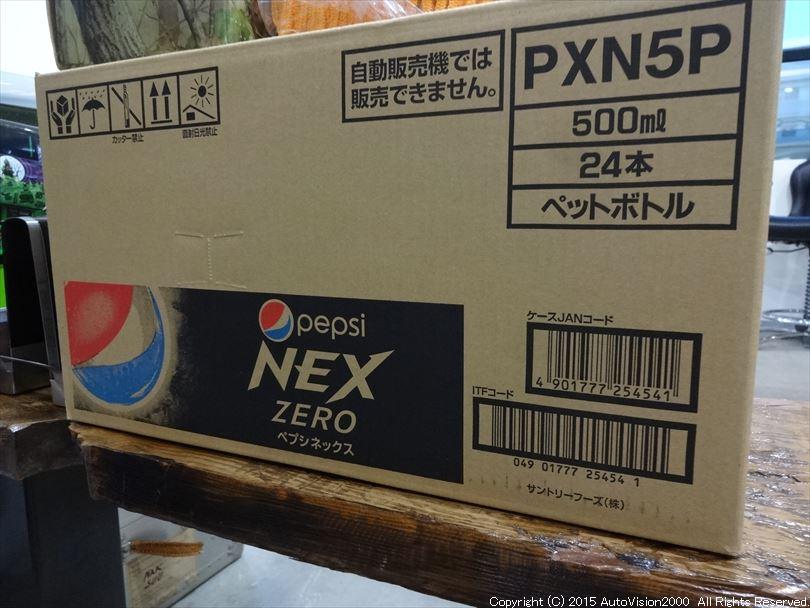 自動販売機では
販売できません。
PXN5P
500ml
24本
ペットボトル
カッター禁止
直射日光禁止
pepsi
NEX
ZERO
ペプシネックス
ケースJANコード
4 901777 254541
ITFコード
049 01777 25454 1
サントリーフーズ(株)
Copyright (C) 2015 AutoVision2000 All Rights Reserved